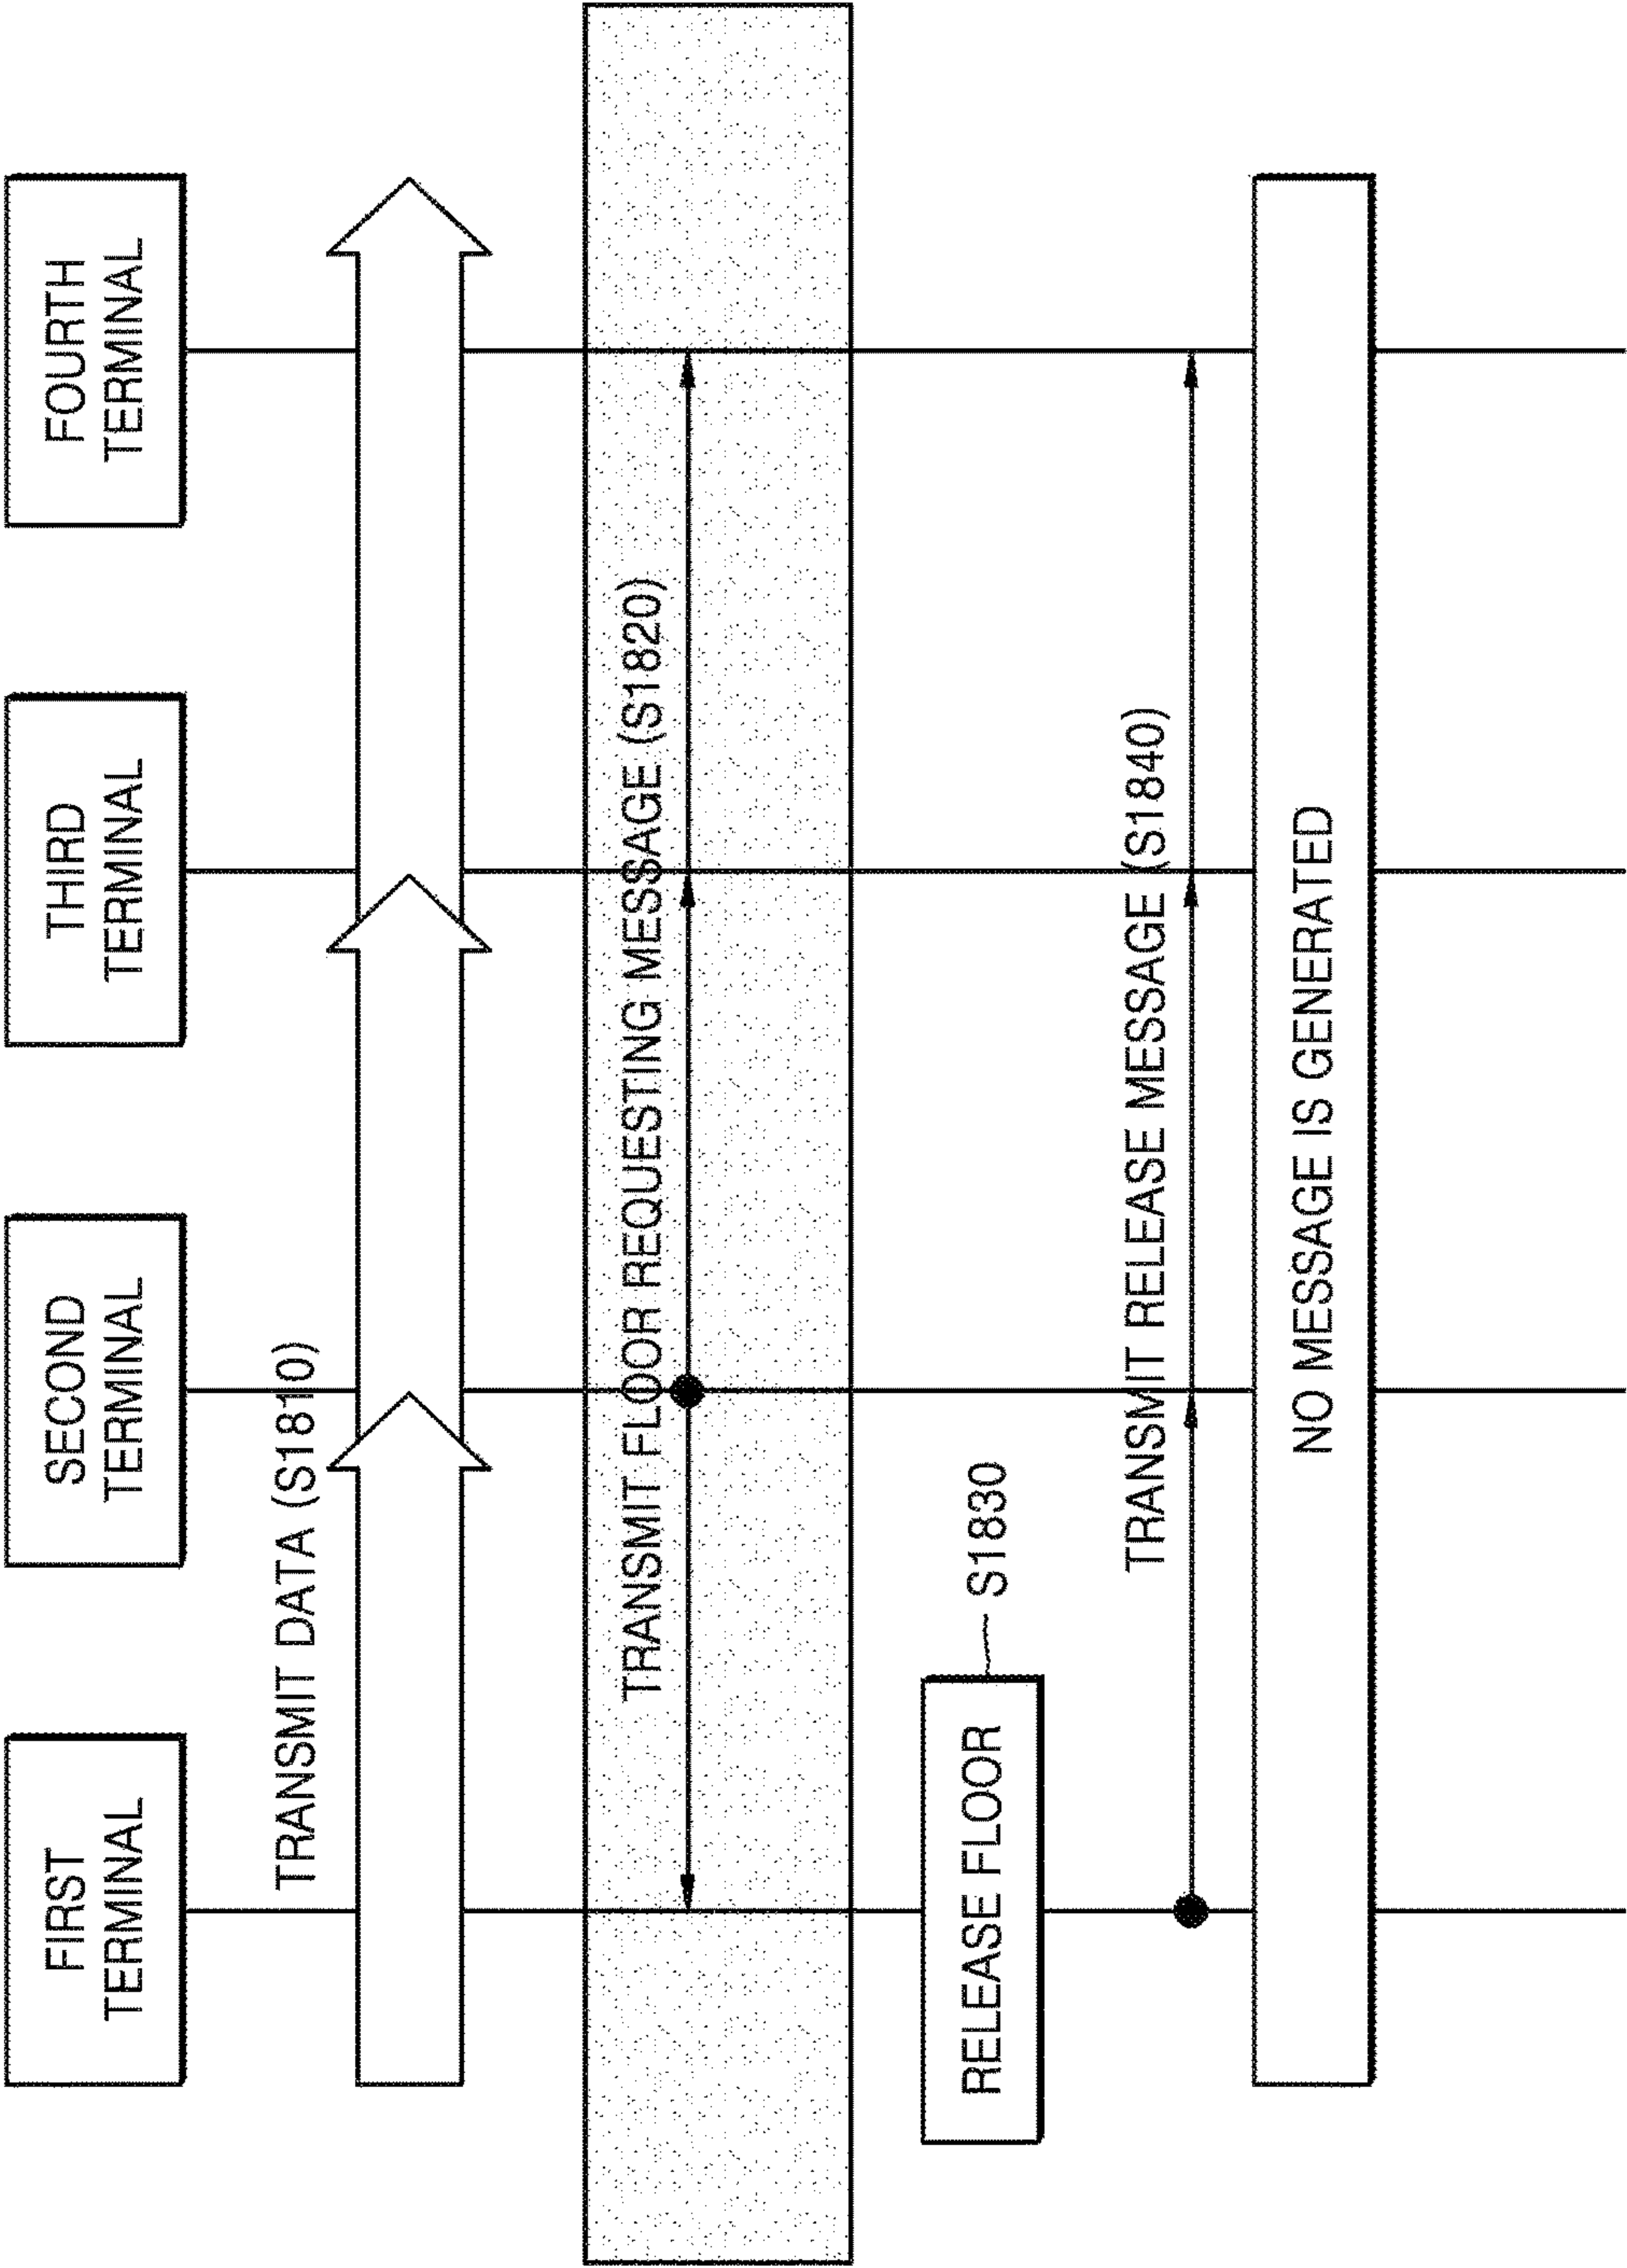 FIRST
TERMINAL
SECOND
TERMINAL
THIRD
TERMINAL
FOURTH
TERMINAL
TRANSMIT DATA (S1810)
TRANSMIT FLOOR REQUESTING MESSAGE (S1820)
RELEASE FLOOR
S1830
TRANSMIT RELEASE MESSAGE (S1840)
NO MESSAGE IS GENERATED